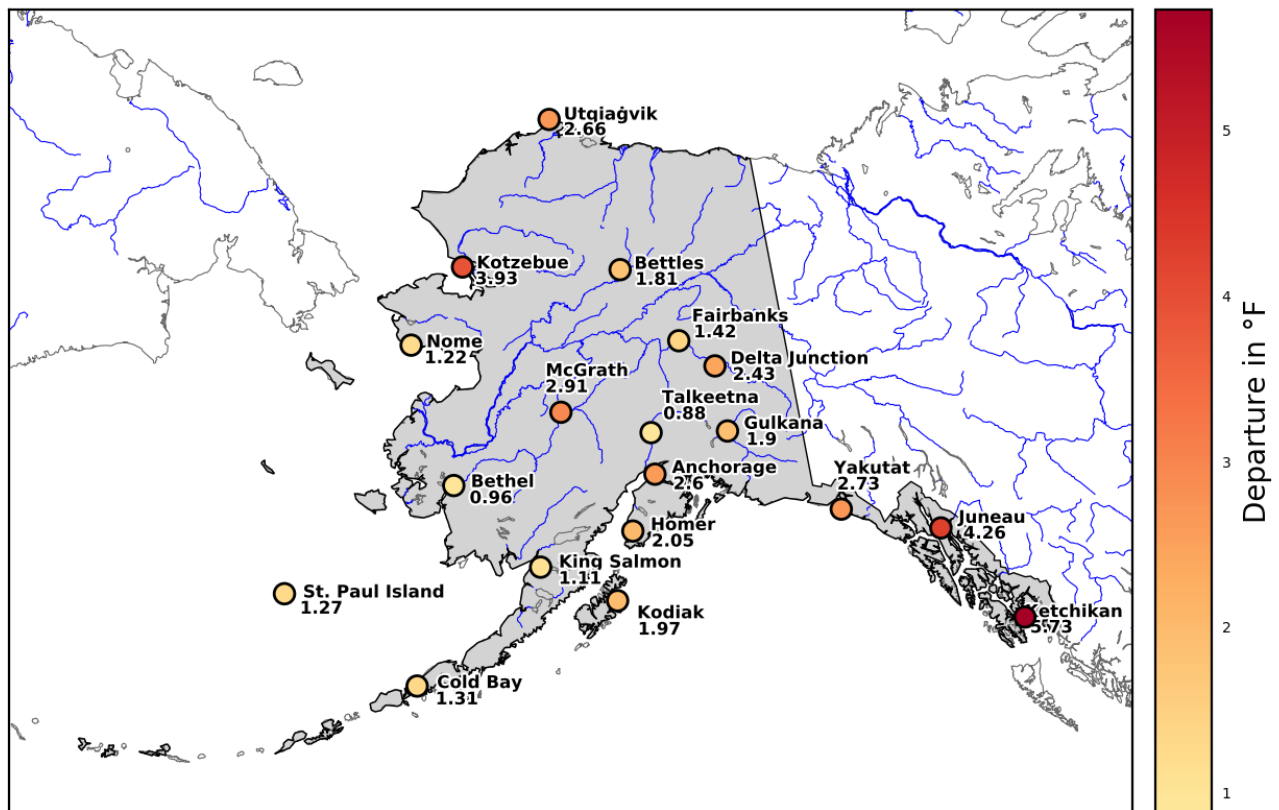 Utqiaġvik
2.66
Kotzebue
3.93
Bettles
1.81
Fairbanks
1.42
Nome
1.22
Delta Junction
2.43
McGrath
2.91
Talkeetna
0.88
Gulkana
1.9
Anchorage
2.6
Yakutat
2.73
Bethel
0.96
Homer
2.05
Juneau
4.26
King Salmon
1.11
St. Paul Island
1.27
Kodiak
1.97
Ketchikan
5.73
Cold Bay
1.31
5
4
3
2
1
Departure in °F